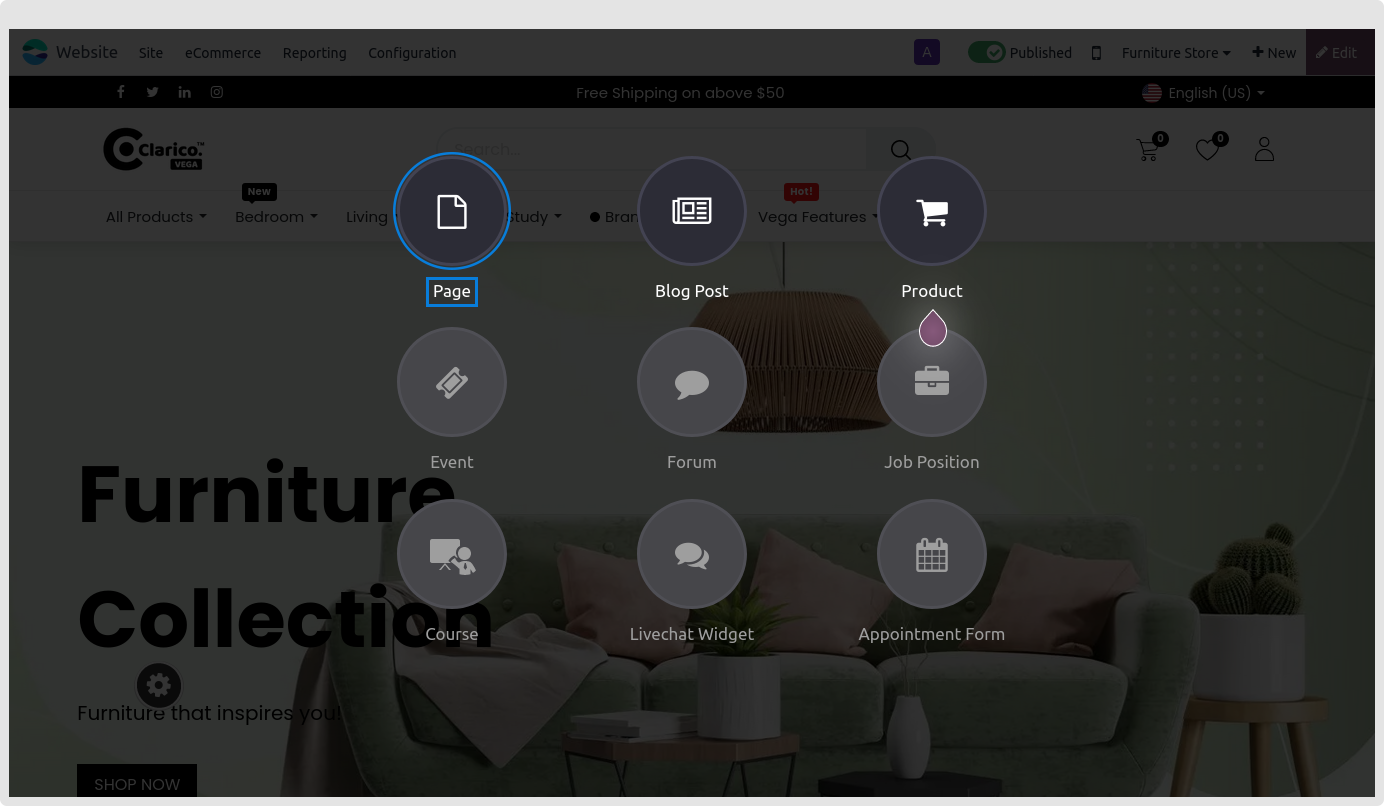 Website Site eCommerce Reporting Configuration A Published Furniture Store New Edit
Free Shipping on above $50 English (US)
Clarico.™
VEGA
Search...
0 0
New Hot!
All Products Bedroom Living Study Bran Vega Features
Page Blog Post Product
Event Forum Job Position
Furniture
Collection
Course Livechat Widget Appointment Form
Furniture that inspires you!
SHOP NOW